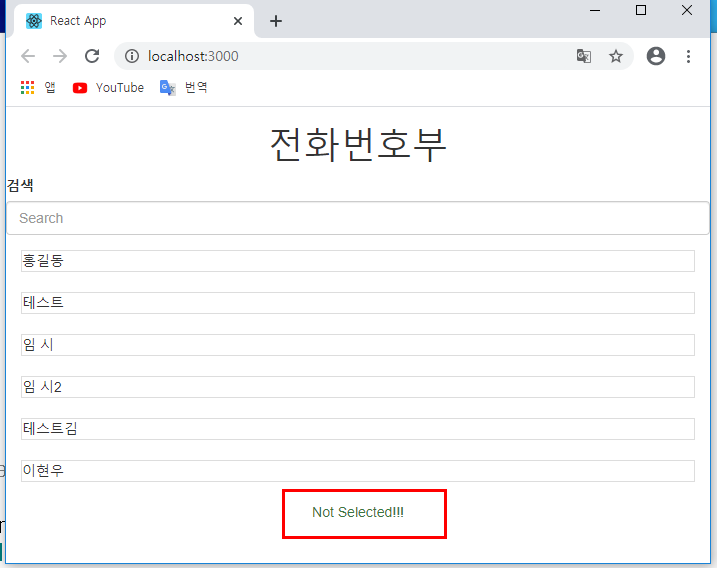 React App
localhost:3000
앱 YouTube 번역
전화번호부
검색
Search
홍길동
테스트
임 시
임 시2
테스트김
이현우
Not Selected!!!